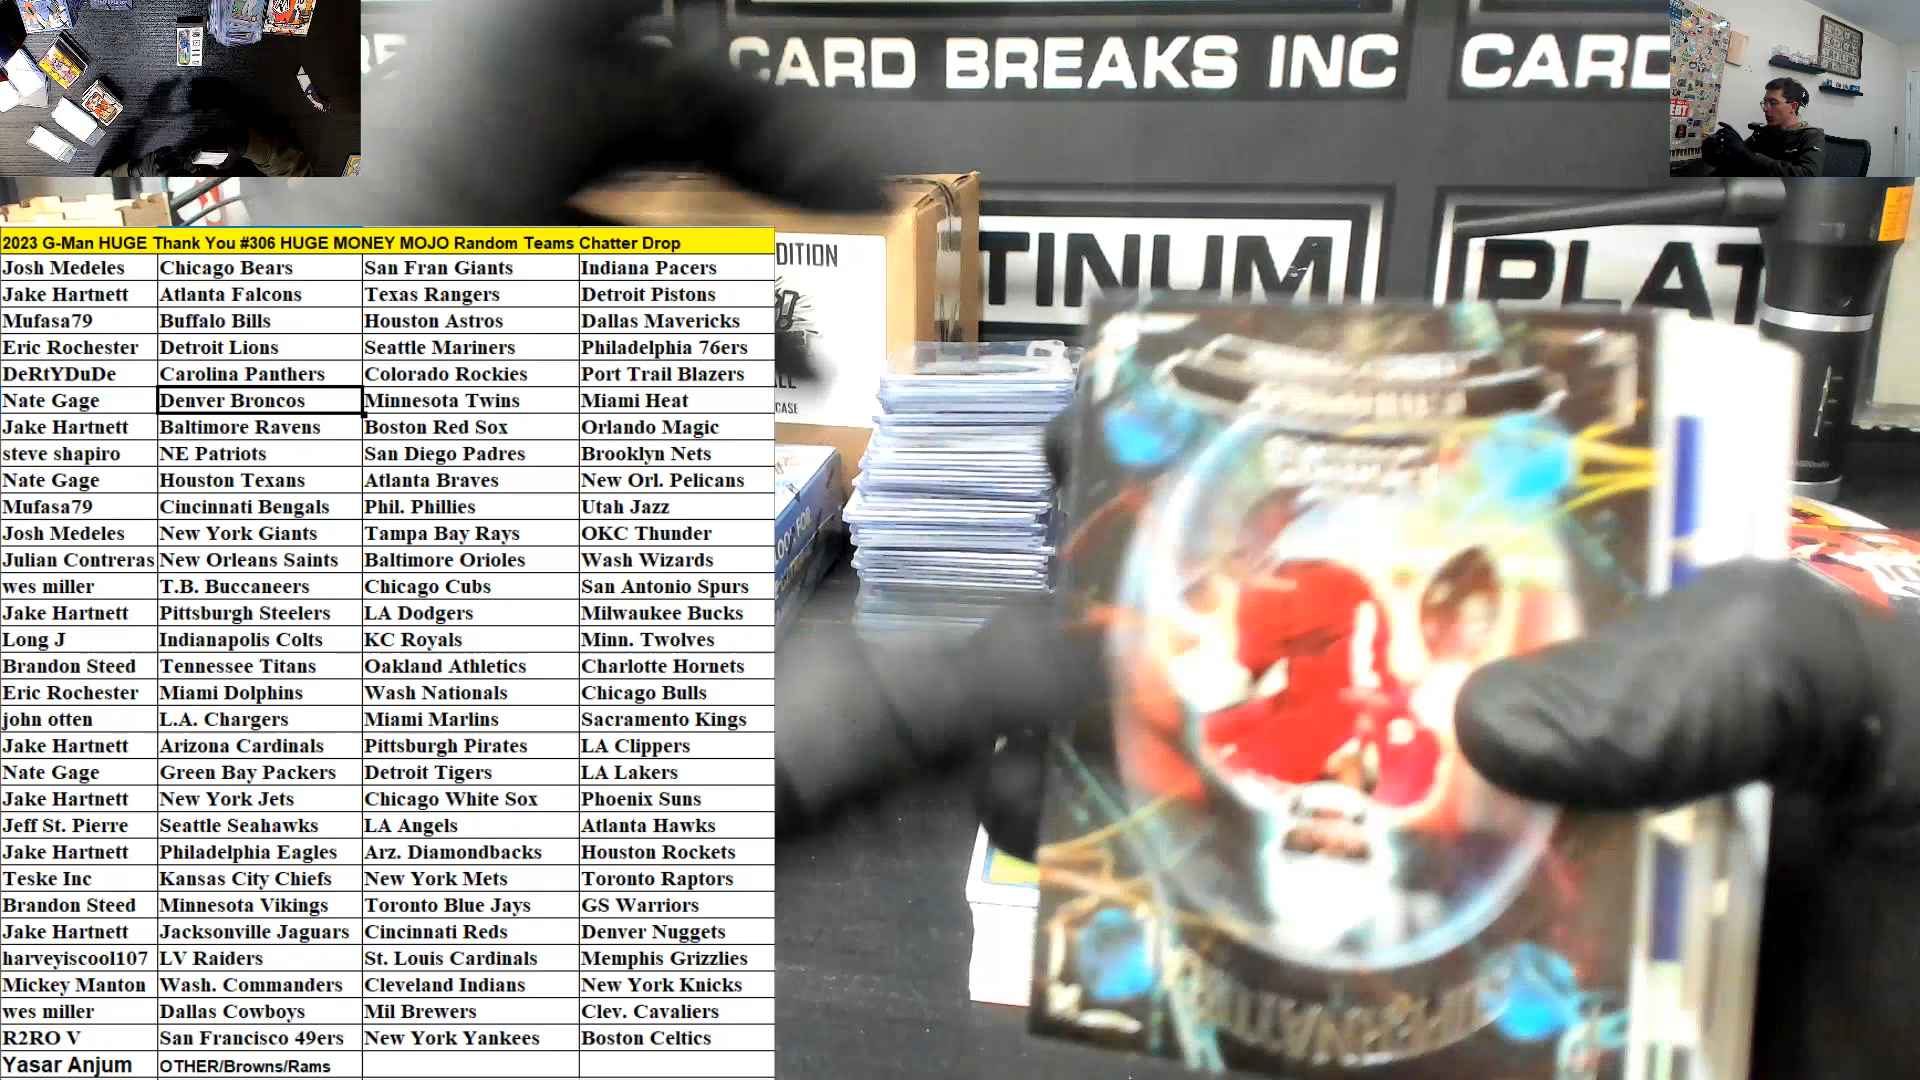 CARD BREAKS INC CARD
TINUM PLAT
DITION
CASE
2023 G-Man HUGE Thank You #306 HUGE MONEY MOJO Random Teams Chatter Drop
Josh Medeles Chicago Bears San Fran Giants Indiana Pacers
Jake Hartnett Atlanta Falcons Texas Rangers Detroit Pistons
Mufasa79 Buffalo Bills Houston Astros Dallas Mavericks
Eric Rochester Detroit Lions Seattle Mariners Philadelphia 76ers
DeRtYDuDe Carolina Panthers Colorado Rockies Port Trail Blazers
Nate Gage Denver Broncos Minnesota Twins Miami Heat
Jake Hartnett Baltimore Ravens Boston Red Sox Orlando Magic
steve shapiro NE Patriots San Diego Padres Brooklyn Nets
Nate Gage Houston Texans Atlanta Braves New Orl. Pelicans
Mufasa79 Cincinnati Bengals Phil. Phillies Utah Jazz
Josh Medeles New York Giants Tampa Bay Rays OKC Thunder
Julian Contreras New Orleans Saints Baltimore Orioles Wash Wizards
wes miller T.B. Buccaneers Chicago Cubs San Antonio Spurs
Jake Hartnett Pittsburgh Steelers LA Dodgers Milwaukee Bucks
Long J Indianapolis Colts KC Royals Minn. Twolves
Brandon Steed Tennessee Titans Oakland Athletics Charlotte Hornets
Eric Rochester Miami Dolphins Wash Nationals Chicago Bulls
john otten L.A. Chargers Miami Marlins Sacramento Kings
Jake Hartnett Arizona Cardinals Pittsburgh Pirates LA Clippers
Nate Gage Green Bay Packers Detroit Tigers LA Lakers
Jake Hartnett New York Jets Chicago White Sox Phoenix Suns
Jeff St. Pierre Seattle Seahawks LA Angels Atlanta Hawks
Jake Hartnett Philadelphia Eagles Arz. Diamondbacks Houston Rockets
Teske Inc Kansas City Chiefs New York Mets Toronto Raptors
Brandon Steed Minnesota Vikings Toronto Blue Jays GS Warriors
Jake Hartnett Jacksonville Jaguars Cincinnati Reds Denver Nuggets
harveyiscool107 LV Raiders St. Louis Cardinals Memphis Grizzlies
Mickey Manton Wash. Commanders Cleveland Indians New York Knicks
wes miller Dallas Cowboys Mil Brewers Clev. Cavaliers
R2RO V San Francisco 49ers New York Yankees Boston Celtics
Yasar Anjum OTHER/Browns/Rams